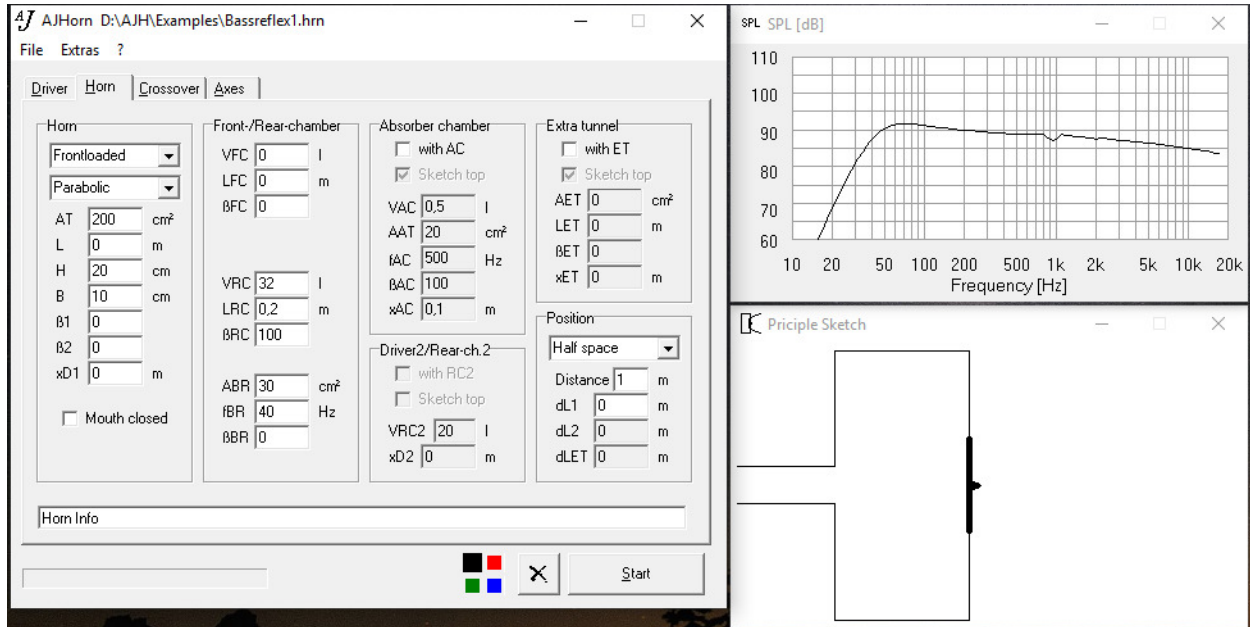 AJ AJHorn D:\AJH\Examples\Bassreflex1.hrn
File Extras ?
Driver Horn Crossover Axes
Horn
Frontloaded
Parabolic
AT 200 cm²
L 0 m
H 20 cm
B 10 cm
ß1 0
ß2 0
xD1 0 m
Mouth closed
Front-/Rear-chamber
VFC 0 l
LFC 0 m
ßFC 0
VRC 32 l
LRC 0,2 m
ßRC 100
ABR 30 cm²
fBR 40 Hz
ßBR 0
Absorber chamber
with AC
Sketch top
VAC 0,5 l
AAT 20 cm²
fAC 500 Hz
ßAC 100
xAC 0,1 m
Driver2/Rear-ch.2
with RC2
Sketch top
VRC2 20 l
xD2 0 m
Extra tunnel
with ET
Sketch top
AET 0 cm²
LET 0 m
ßET 0
xET 0 m
Position
Half space
Distance 1 m
dL1 0 m
dL2 0 m
dLET 0 m
Horn Info
Start
SPL SPL [dB]
110
100
90
80
70
60
10 20 50 100 200 500 1k 2k 5k 10k 20k
Frequency [Hz]
Priciple Sketch